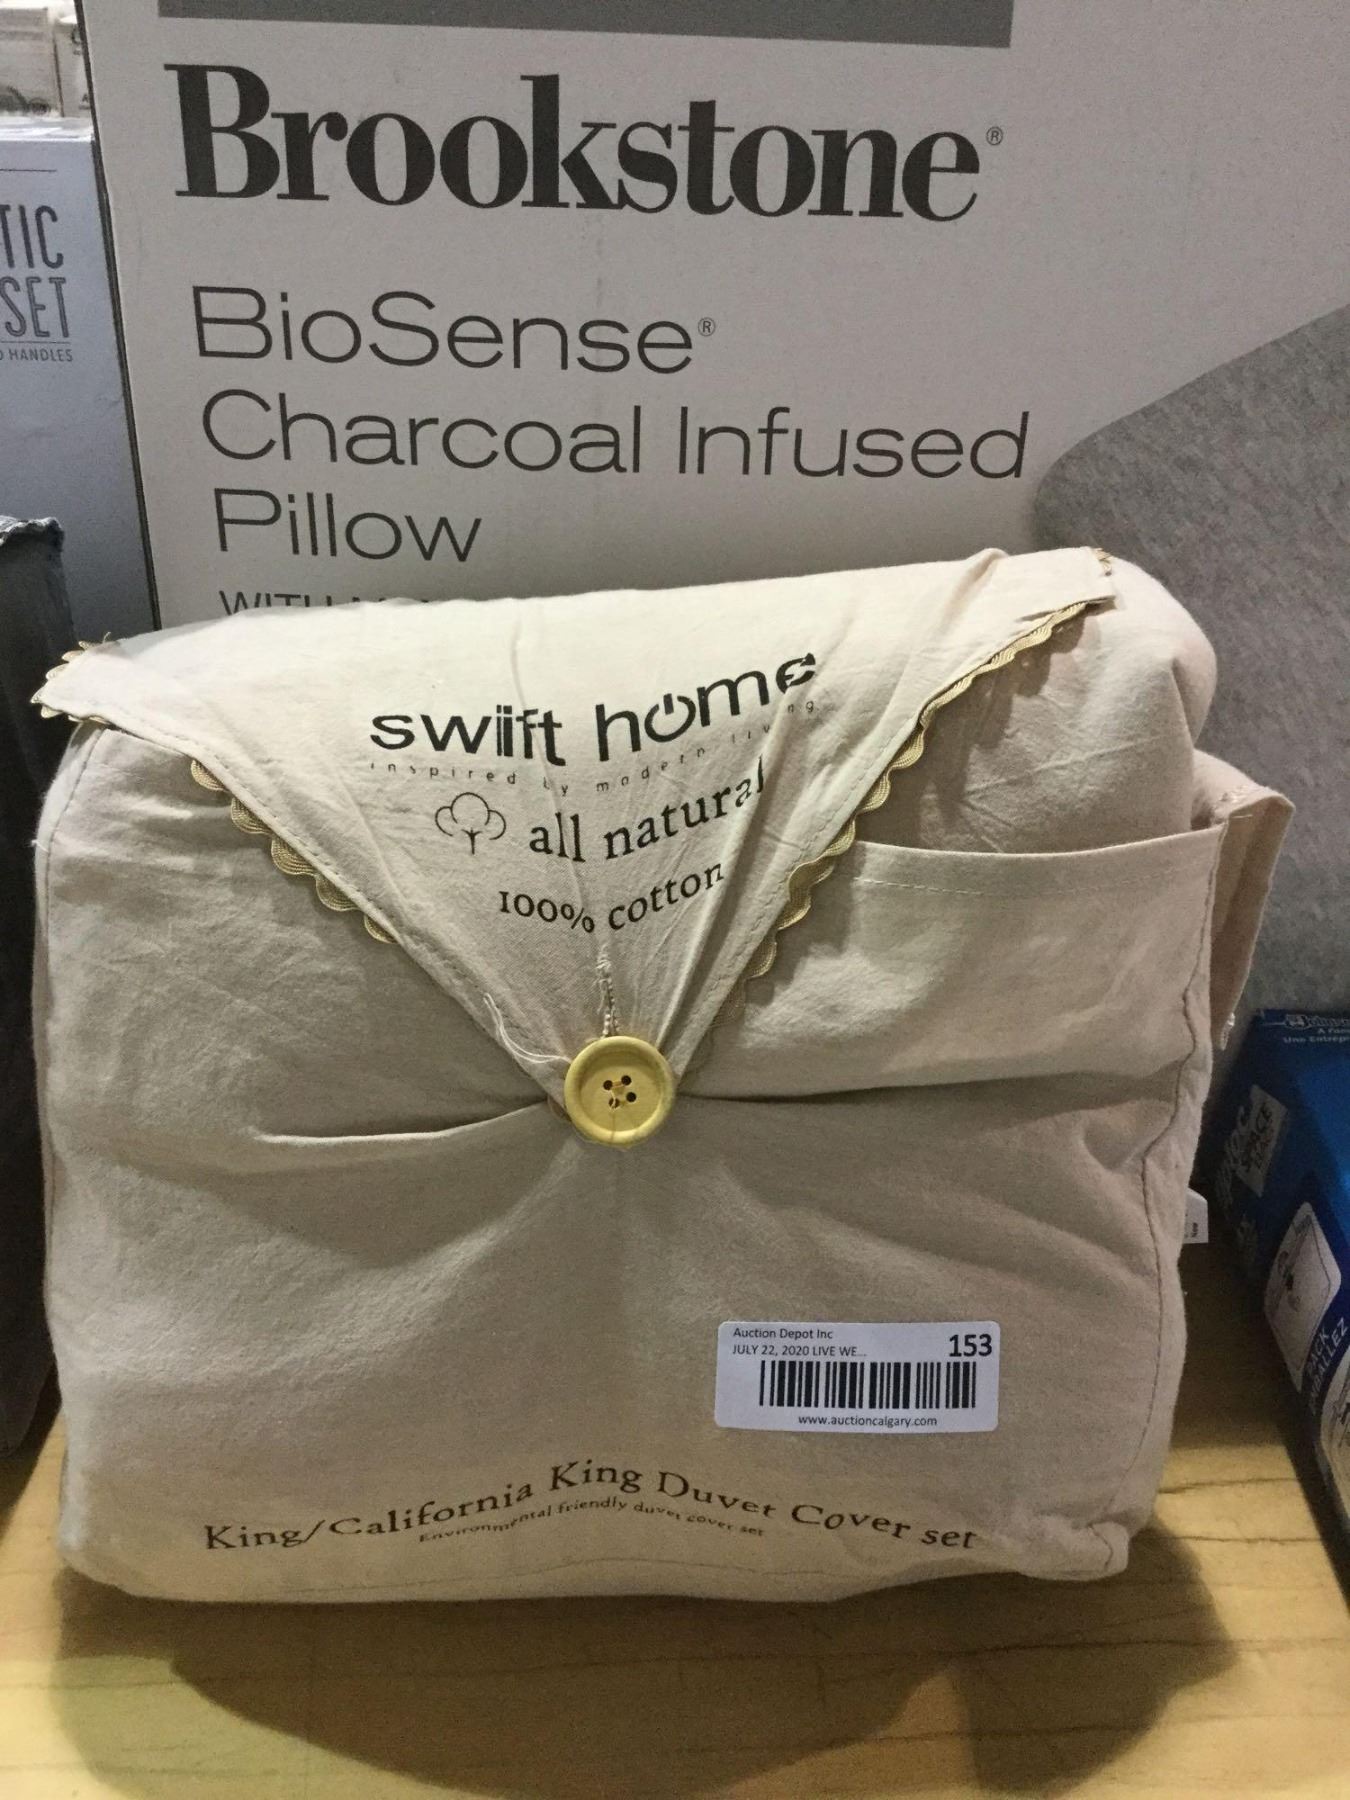 Brookstone®
BioSense®
Charcoal Infused
Pillow
TIC
SET
HANDLES
swift home
inspired by modern living
all natural
100% cotton
Auction Depot Inc
153
JULY 22, 2020 LIVE WE...
www.auctioncalgary.com
King/California King Duvet Cover set
Environmental friendly duvet cover set
SPACE
PACK